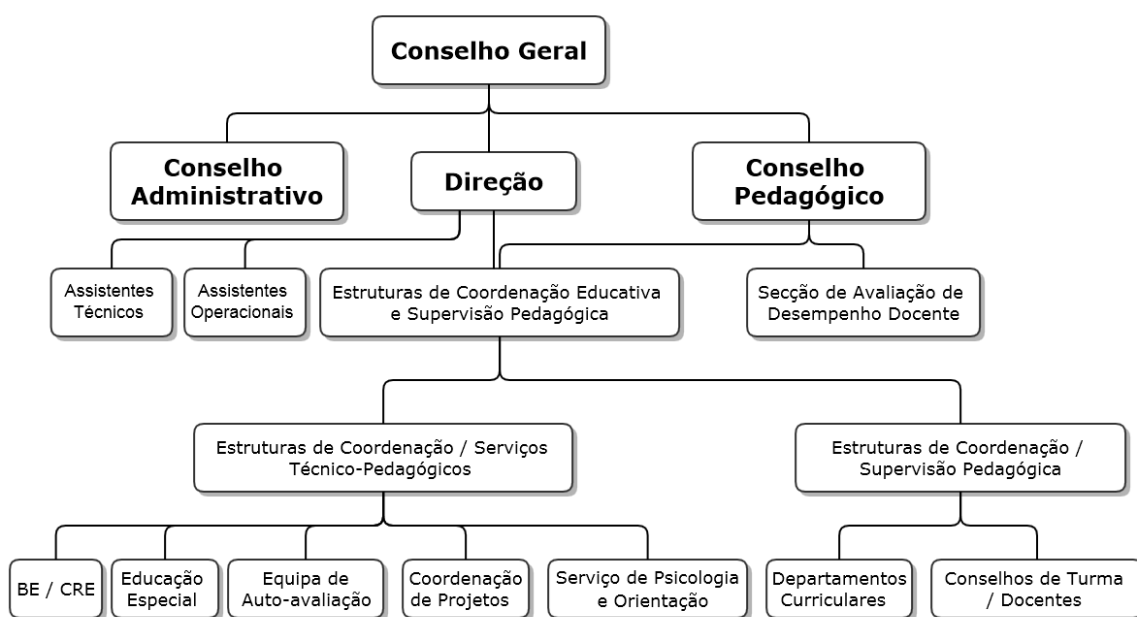 Conselho Geral
Conselho
Administrativo
Direção
Conselho
Pedagógico
Assistentes
Técnicos
Assistentes
Operacionais
Estruturas de Coordenação Educativa
e Supervisão Pedagógica
Secção de Avaliação de
Desempenho Docente
Estruturas de Coordenação / Serviços
Técnico-Pedagógicos
Estruturas de Coordenação /
Supervisão Pedagógica
BE / CRE
Educação
Especial
Equipa de
Auto-avaliação
Coordenação
de Projetos
Serviço de Psicologia
e Orientação
Departamentos
Curriculares
Conselhos de Turma
/ Docentes